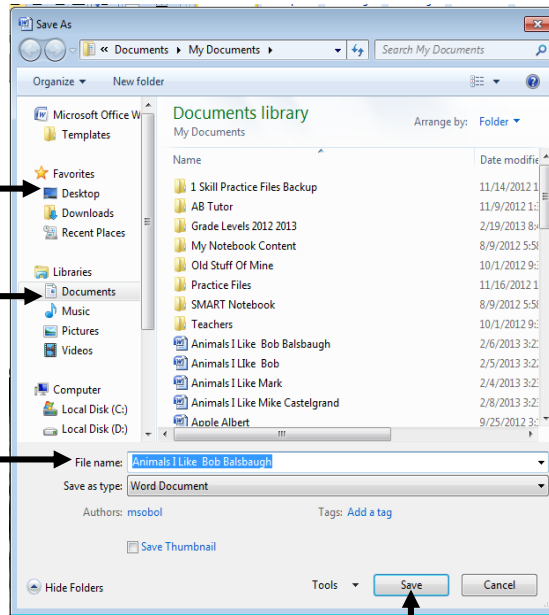 Save As
« Documents My Documents Search My Documents
Organize New folder
Microsoft Office W
Templates
Favorites
Desktop
Downloads
Recent Places
Libraries
Documents
Music
Pictures
Videos
Computer
Local Disk (C:)
Local Disk (D:)
Documents library
My Documents
Arrange by: Folder
Name Date modifie
1 Skill Practice Files Backup 11/14/2012 1
AB Tutor 11/9/2012 1:
Grade Levels 2012 2013 2/19/2013 8:
My Notebook Content 8/9/2012 5:5
Old Stuff Of Mine 10/1/2012 9:
Practice Files 11/16/2012 1
SMART Notebook 8/9/2012 5:5
Teachers 10/1/2012 9:
Animals I Like Bob Balsbaugh 2/6/2013 3:2
Animals I LIke Bob 2/5/2013 3:2
Animals I Like Mark 2/4/2013 3:2
Animals I Like Mike Castelgrand 2/8/2013 3:2
Apple Albert 9/25/2012 3:
File name: Animals I Like Bob Balsbaugh
Save as type: Word Document
Authors: msobol Tags: Add a tag
Save Thumbnail
Hide Folders Tools Save Cancel